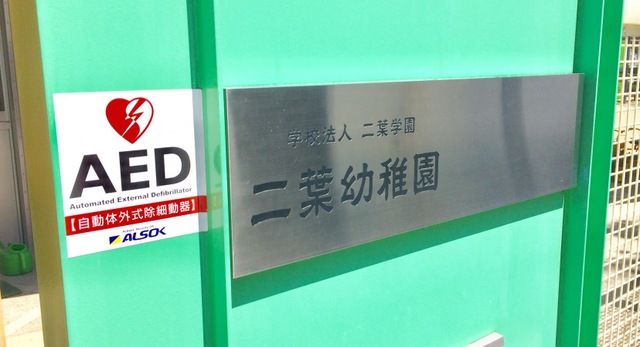 AED
Automated External Defibrillator
【自動体外式除細動器】
ALSOK
学校法人 二葉学園
二葉幼稚園